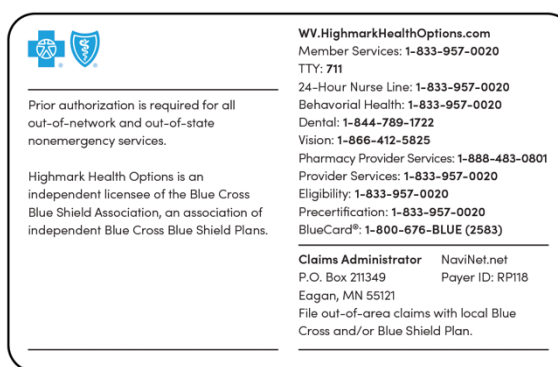 Prior authorization is required for all
out-of-network and out-of-state
nonemergency services.
Highmark Health Options is an
independent licensee of the Blue Cross
Blue Shield Association, an association of
independent Blue Cross Blue Shield Plans.
WV.HighmarkHealthOptions.com
Member Services: 1-833-957-0020
TTY: 711
24-Hour Nurse Line: 1-833-957-0020
Behavorial Health: 1-833-957-0020
Dental: 1-844-789-1722
Vision: 1-866-412-5825
Pharmacy Provider Services: 1-888-483-0801
Provider Services: 1-833-957-0020
Eligibility: 1-833-957-0020
Precertification: 1-833-957-0020
BlueCard®: 1-800-676-BLUE (2583)
Claims Administrator NaviNet.net
P.O. Box 211349 Payer ID: RP118
Eagan, MN 55121
File out-of-area claims with local Blue
Cross and/or Blue Shield Plan.